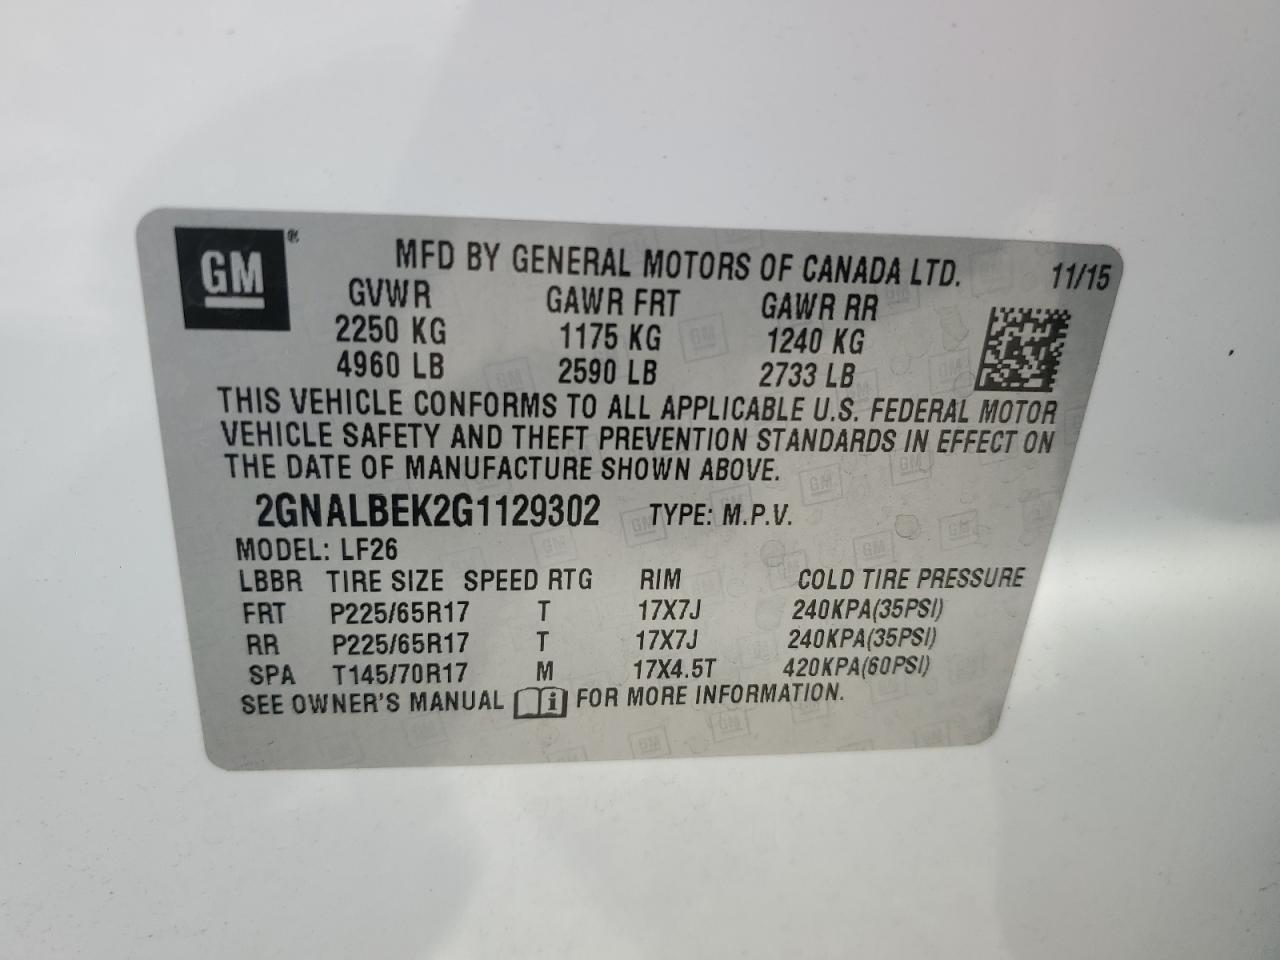 GM®
MFD BY GENERAL MOTORS OF CANADA LTD. 11/15
GVWR GAWR FRT GAWR RR
2250 KG 1175 KG 1240 KG
4960 LB 2590 LB 2733 LB
THIS VEHICLE CONFORMS TO ALL APPLICABLE U.S. FEDERAL MOTOR
VEHICLE SAFETY AND THEFT PREVENTION STANDARDS IN EFFECT ON
THE DATE OF MANUFACTURE SHOWN ABOVE.
2GNALBEK2G1129302 TYPE: M.P.V.
MODEL: LF26
LBBR TIRE SIZE SPEED RTG RIM COLD TIRE PRESSURE
FRT P225/65R17 T 17X7J 240KPA(35PSI)
RR P225/65R17 T 17X7J 240KPA(35PSI)
SPA T145/70R17 M 17X4.5T 420KPA(60PSI)
SEE OWNER'S MANUAL i FOR MORE INFORMATION.